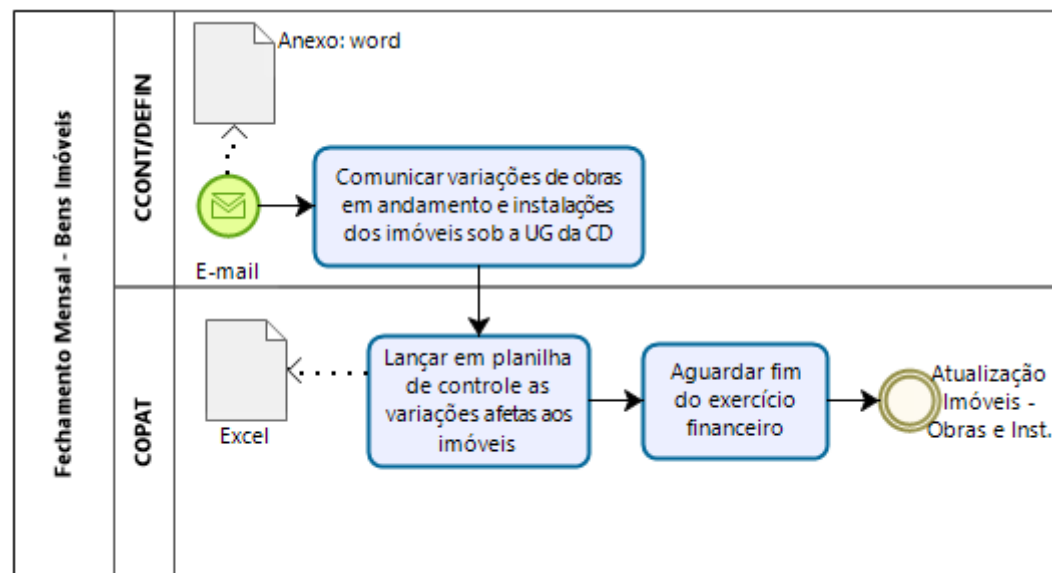 Fechamento Mensal - Bens Imóveis
CCONT/DEFIN
Anexo: word
E-mail
Comunicar variações de obras
em andamento e instalações
dos imóveis sob a UG da CD
COPAT
Excel
Lançar em planilha
de controle as
variações afetas aos
imóveis
Aguardar fim
do exercício
financeiro
Atualização
Imóveis -
Obras e Inst.